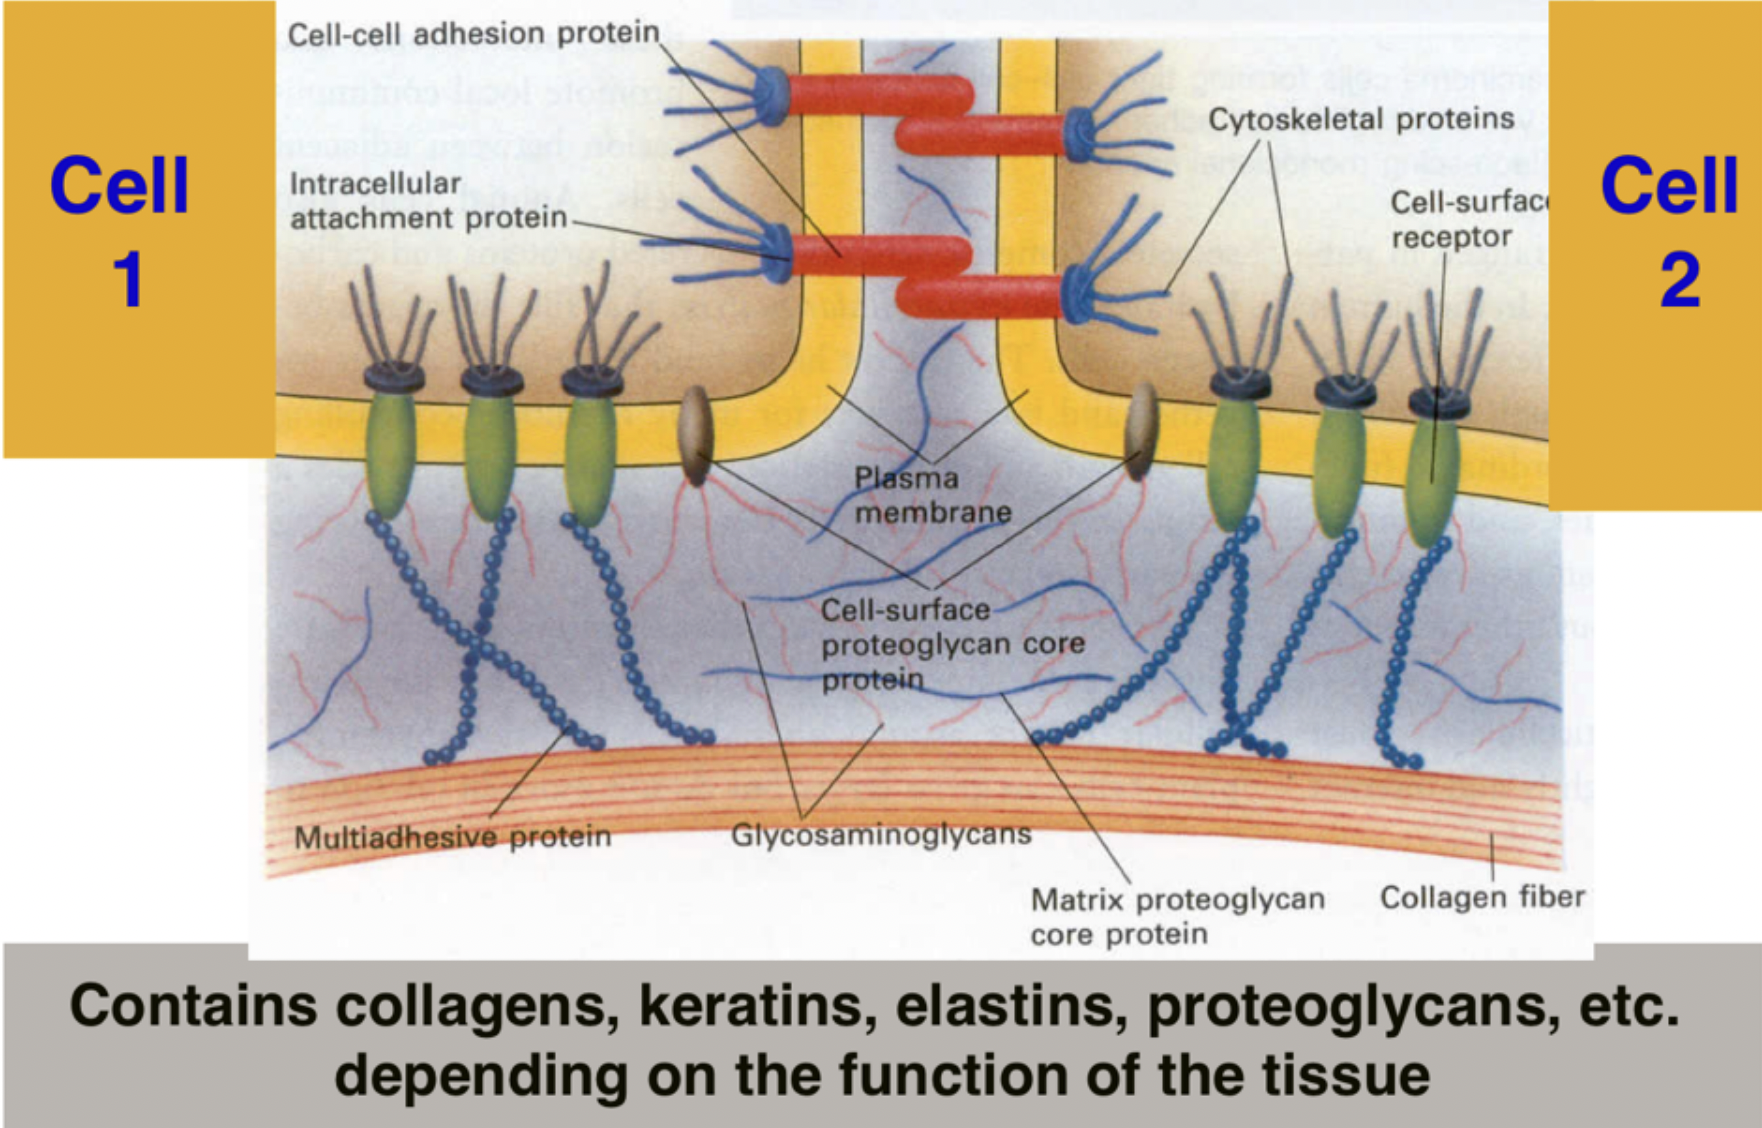 Cell-cell adhesion protein
Cell
1
Intracellular
attachment protein
Cytoskeletal proteins
Cell-surface
receptor
Cell
2
Plasma
membrane
Cell-surface
proteoglycan core
protein
Multiadhesive protein
Glycosaminoglycans
Matrix proteoglycan
core protein
Collagen fiber
Contains collagens, keratins, elastins, proteoglycans, etc.
depending on the function of the tissue